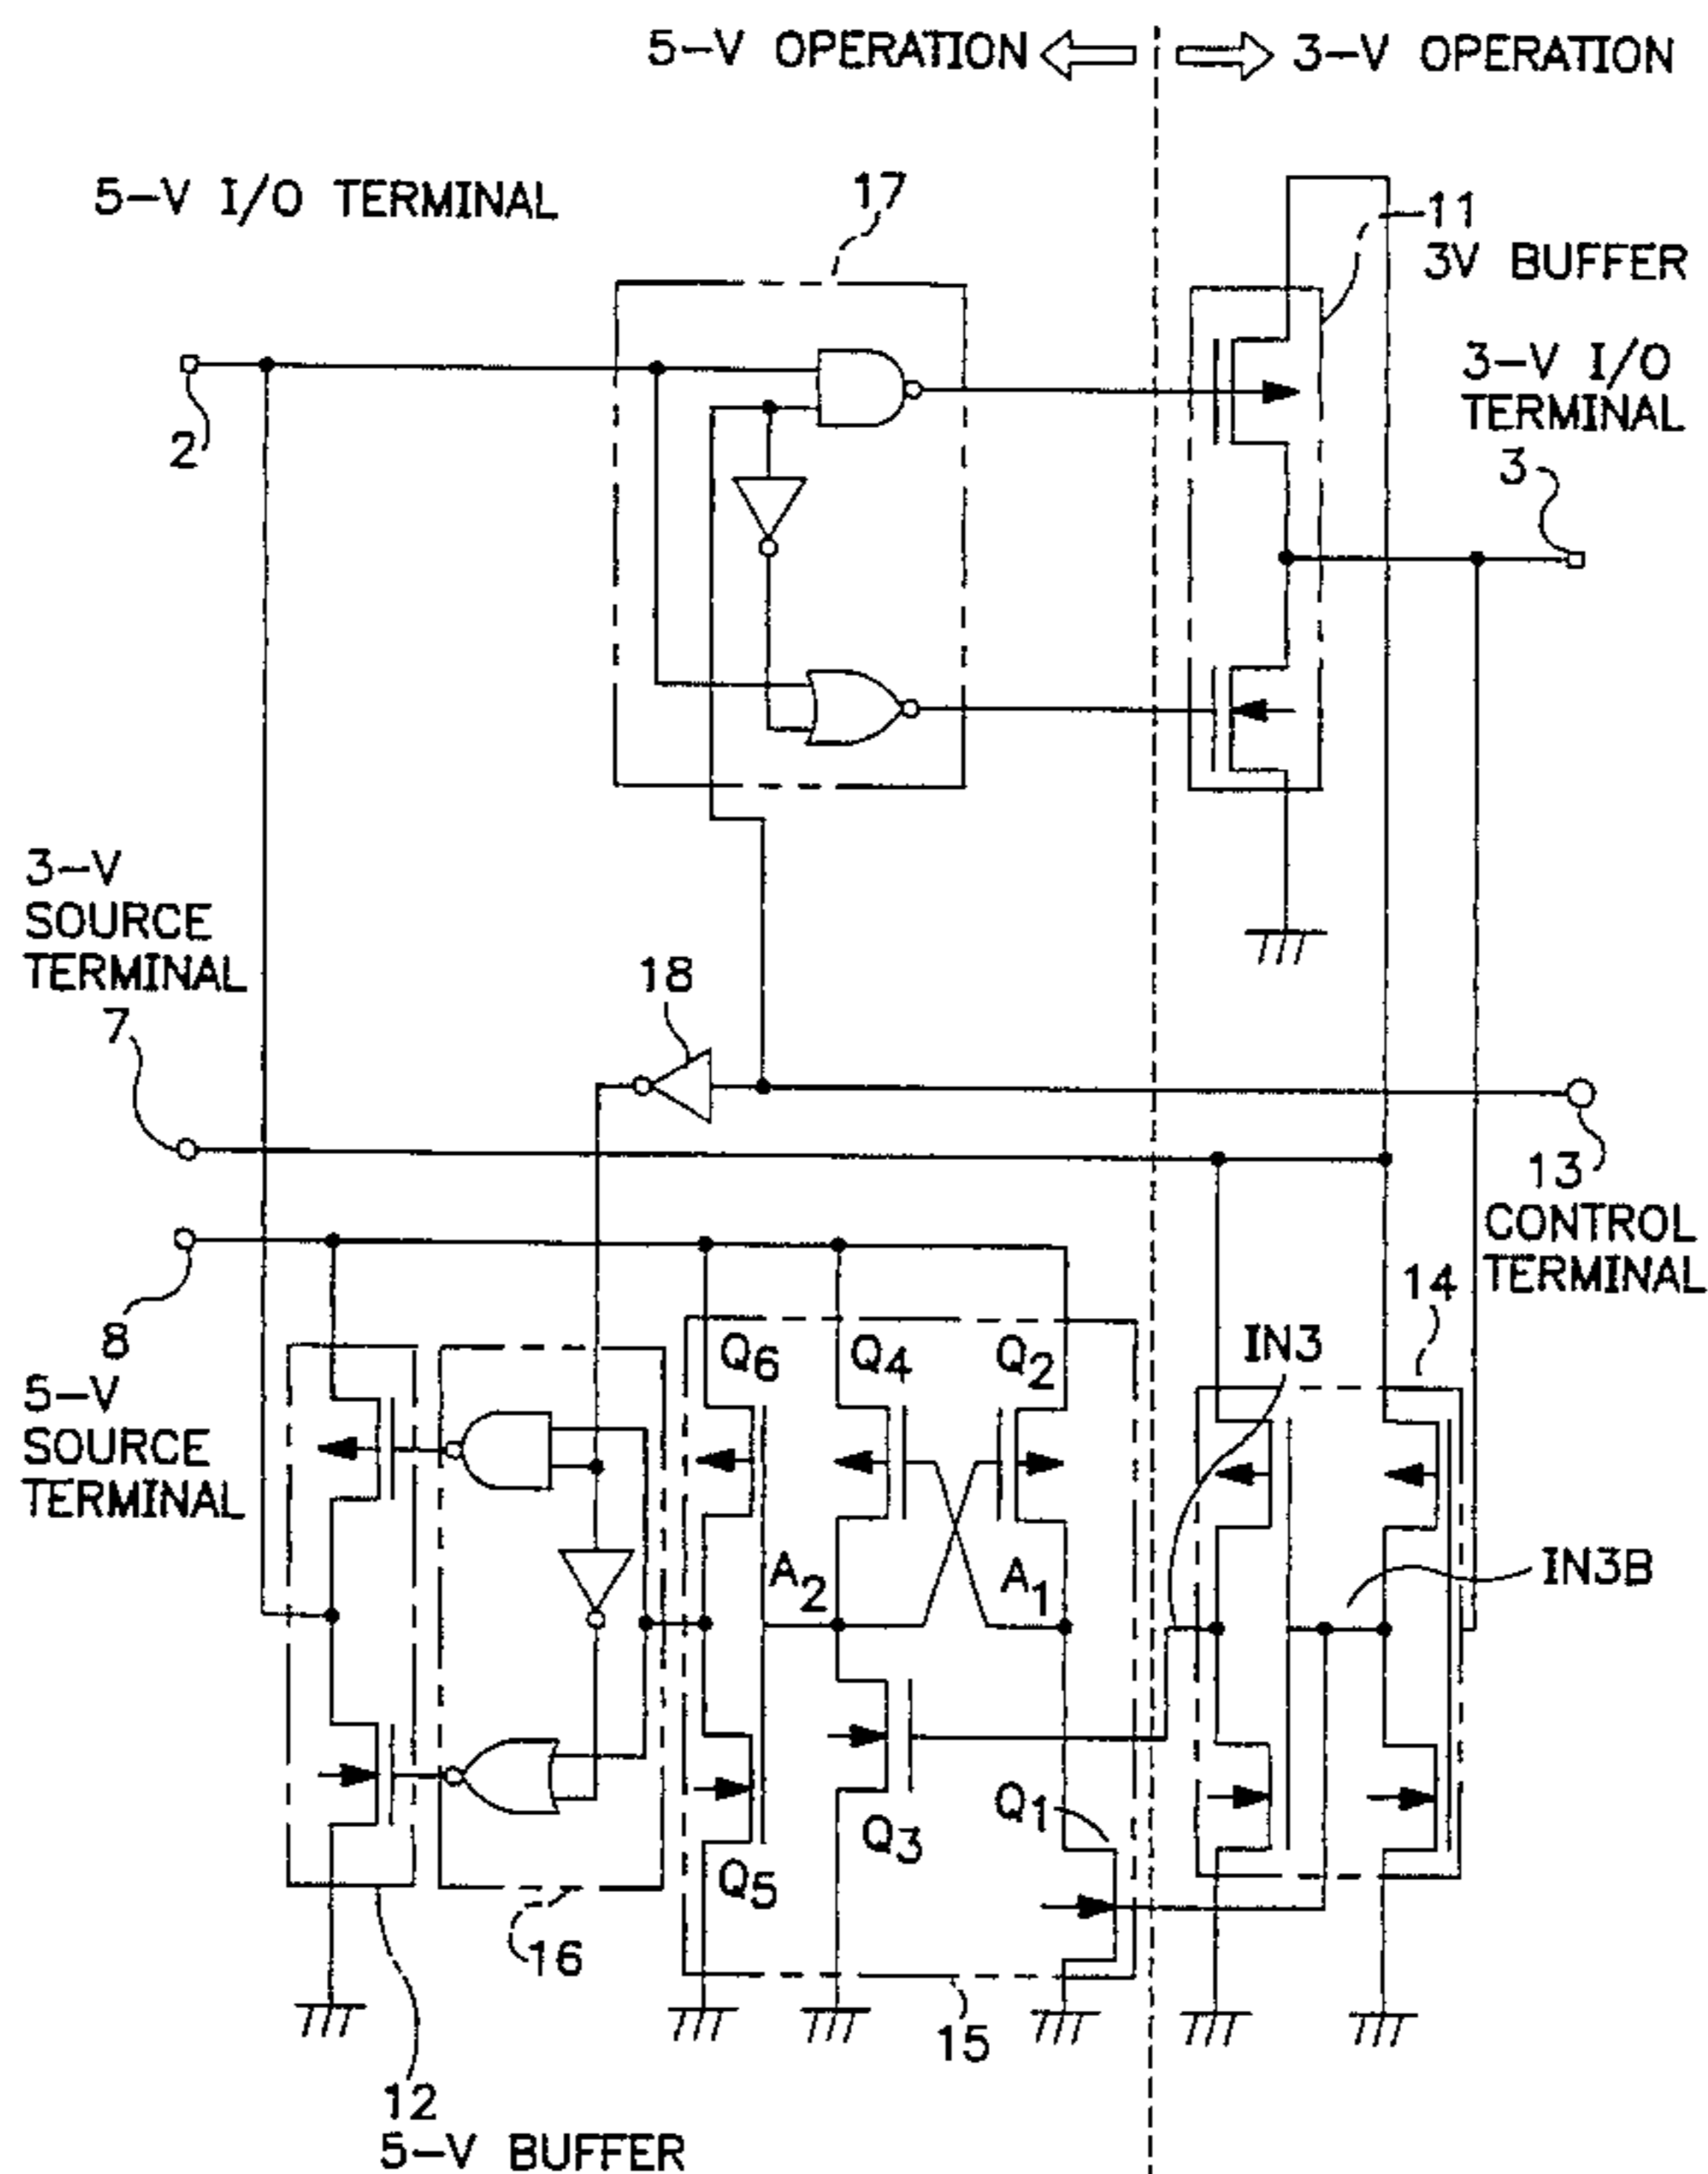 5-V OPERATION
3-V OPERATION
5-V I/O TERMINAL
17
11
3V BUFFER
3-V I/O
TERMINAL
3
2
3-V
SOURCE
TERMINAL
7
18
13
CONTROL
TERMINAL
8
5-V
SOURCE
TERMINAL
14
IN3
Q6
Q4
Q2
IN3B
A2
A1
Q1
Q3
Q5
16
15
12
5-V BUFFER